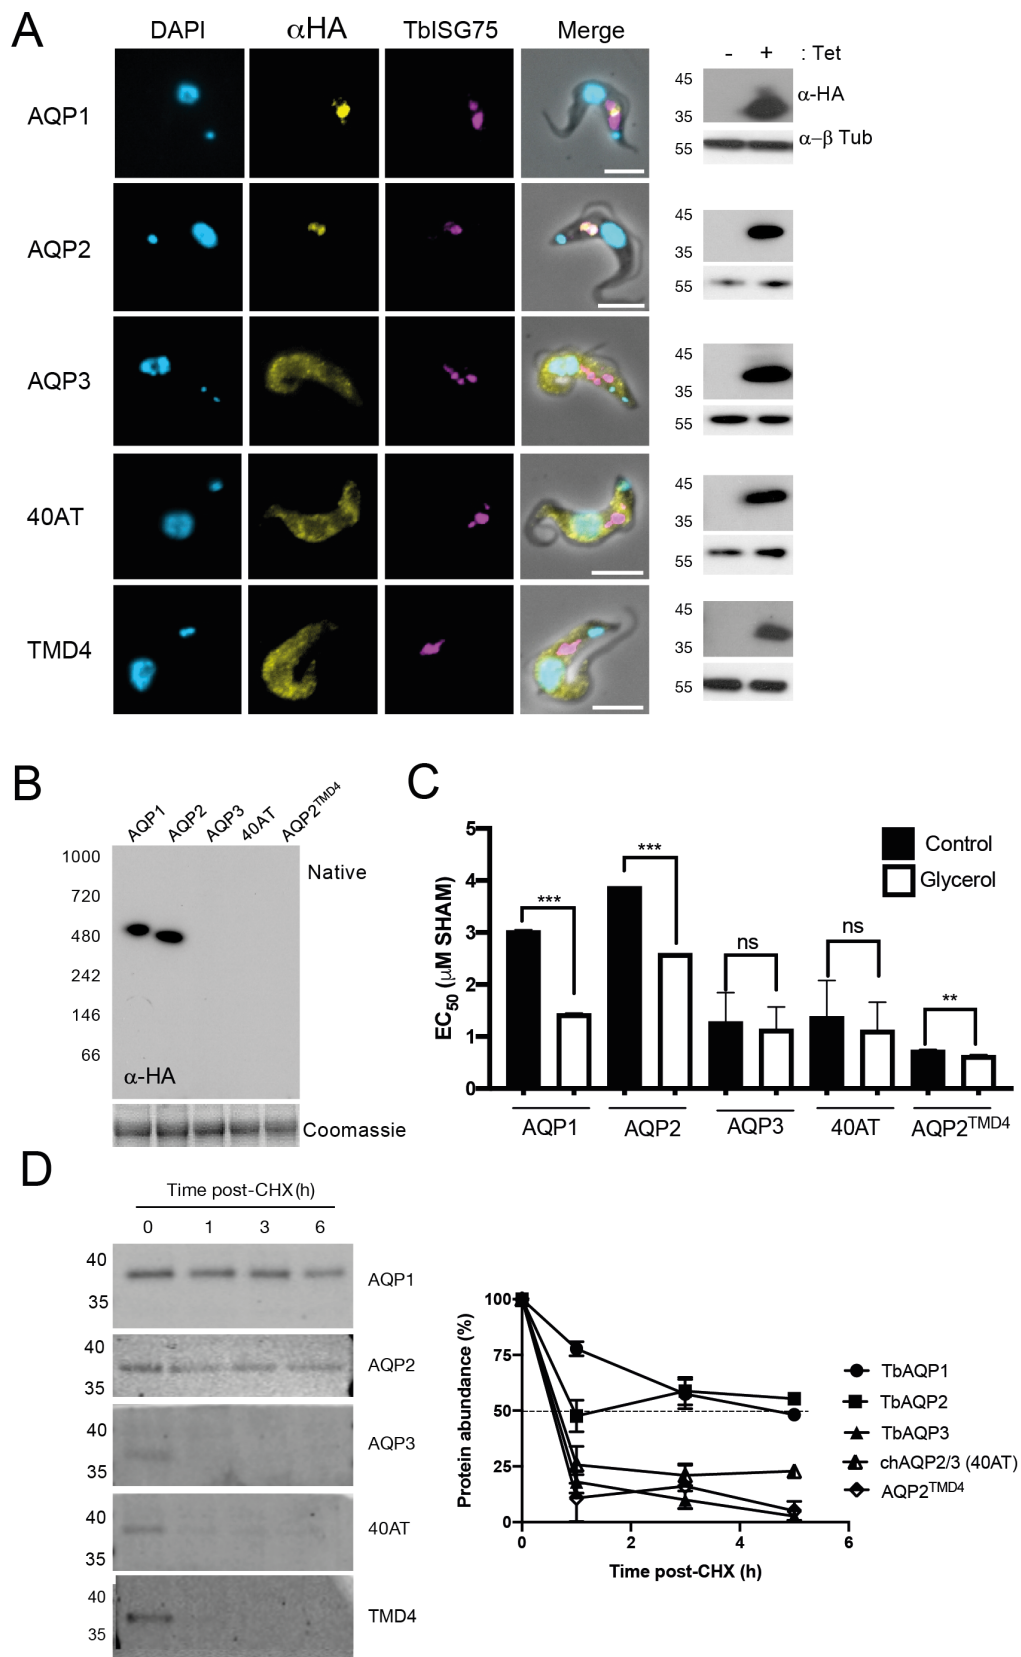 A
DAPI αHA TbISG75 Merge
- + : Tet
AQP1
45
35
α-HA
55
α-β Tub
AQP2
45
35
55
AQP3
45
35
55
40AT
45
35
55
TMD4
45
35
55
B
AQP1 AQP2 AQP3 40AT AQP2TMD4
1000
720
480
242
146
66
Native
α-HA
Coomassie
C
EC50 (µM SHAM)
5
4
3
2
1
0
Control
Glycerol
*** *** ns ns **
AQP1 AQP2 AQP3 40AT AQP2TMD4
D
Time post-CHX (h)
0 1 3 6
40
35
AQP1
40
35
AQP2
40
35
AQP3
40
35
40AT
40
35
TMD4
Protein abundance (%)
100
75
50
25
0
0 2 4 6
Time post-CHX (h)
TbAQP1
TbAQP2
TbAQP3
chAQP2/3 (40AT)
AQP2TMD4